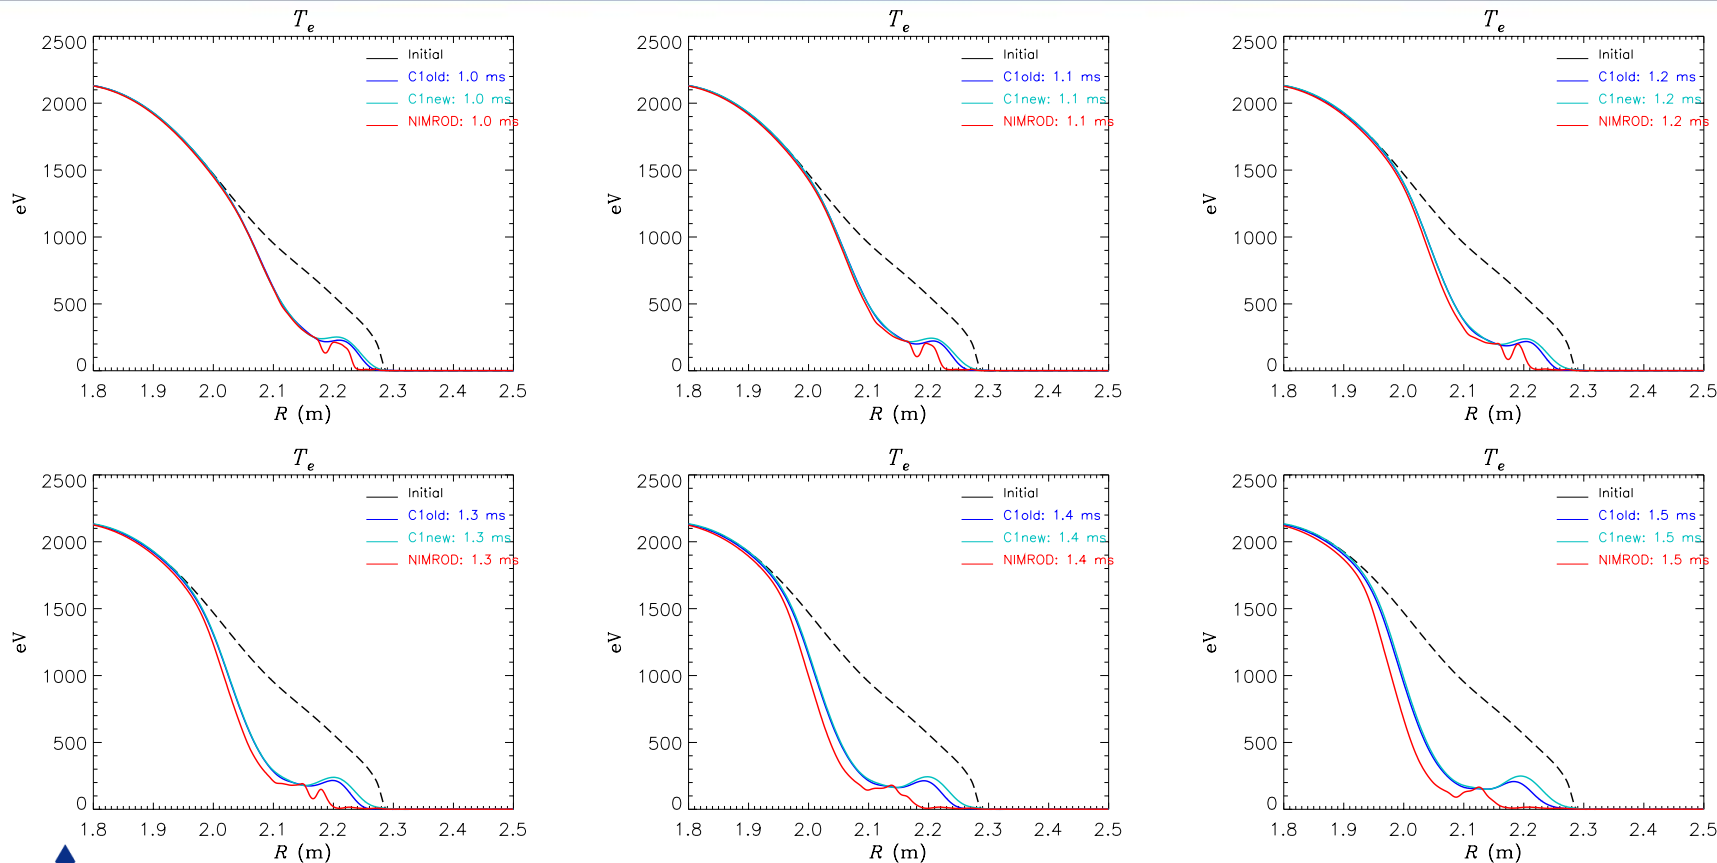 T_e
2500
2000
1500
1000
500
0
eV
1.8 1.9 2.0 2.1 2.2 2.3 2.4 2.5
R (m)
Initial
C1old: 1.0 ms
C1new: 1.0 ms
NIMROD: 1.0 ms
T_e
2500
2000
1500
1000
500
0
eV
1.8 1.9 2.0 2.1 2.2 2.3 2.4 2.5
R (m)
Initial
C1old: 1.1 ms
C1new: 1.1 ms
NIMROD: 1.1 ms
T_e
2500
2000
1500
1000
500
0
eV
1.8 1.9 2.0 2.1 2.2 2.3 2.4 2.5
R (m)
Initial
C1old: 1.2 ms
C1new: 1.2 ms
NIMROD: 1.2 ms
T_e
2500
2000
1500
1000
500
0
eV
1.8 1.9 2.0 2.1 2.2 2.3 2.4 2.5
R (m)
Initial
C1old: 1.3 ms
C1new: 1.3 ms
NIMROD: 1.3 ms
T_e
2500
2000
1500
1000
500
0
eV
1.8 1.9 2.0 2.1 2.2 2.3 2.4 2.5
R (m)
Initial
C1old: 1.4 ms
C1new: 1.4 ms
NIMROD: 1.4 ms
T_e
2500
2000
1500
1000
500
0
eV
1.8 1.9 2.0 2.1 2.2 2.3 2.4 2.5
R (m)
Initial
C1old: 1.5 ms
C1new: 1.5 ms
NIMROD: 1.5 ms